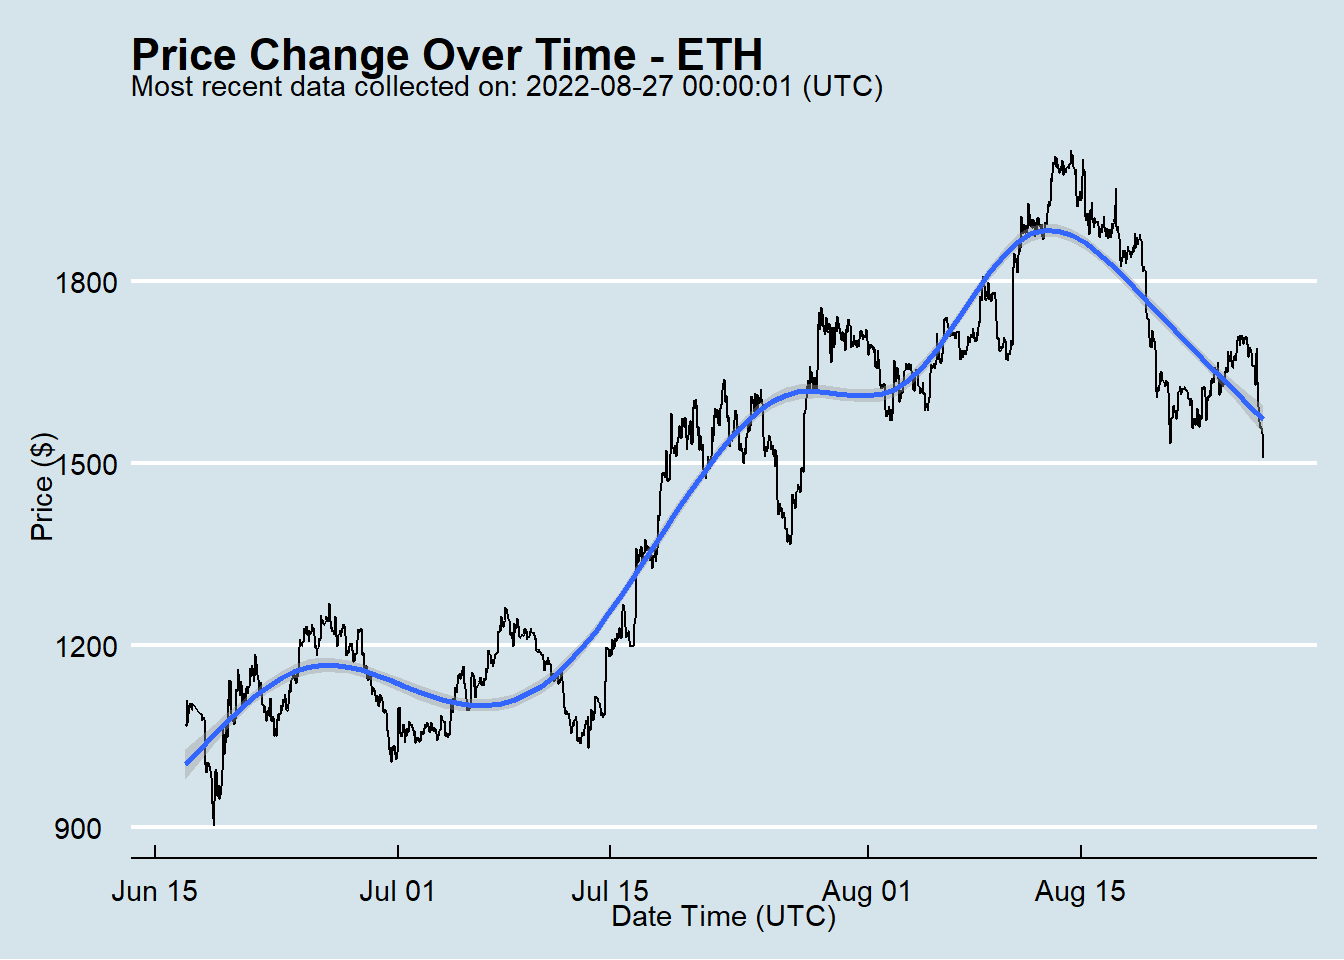 Price Change Over Time - ETH
Most recent data collected on: 2022-08-27 00:00:01 (UTC)
Price ($)
1800
1500
1200
900
Jun 15 Jul 01 Jul 15 Aug 01 Aug 15
Date Time (UTC)